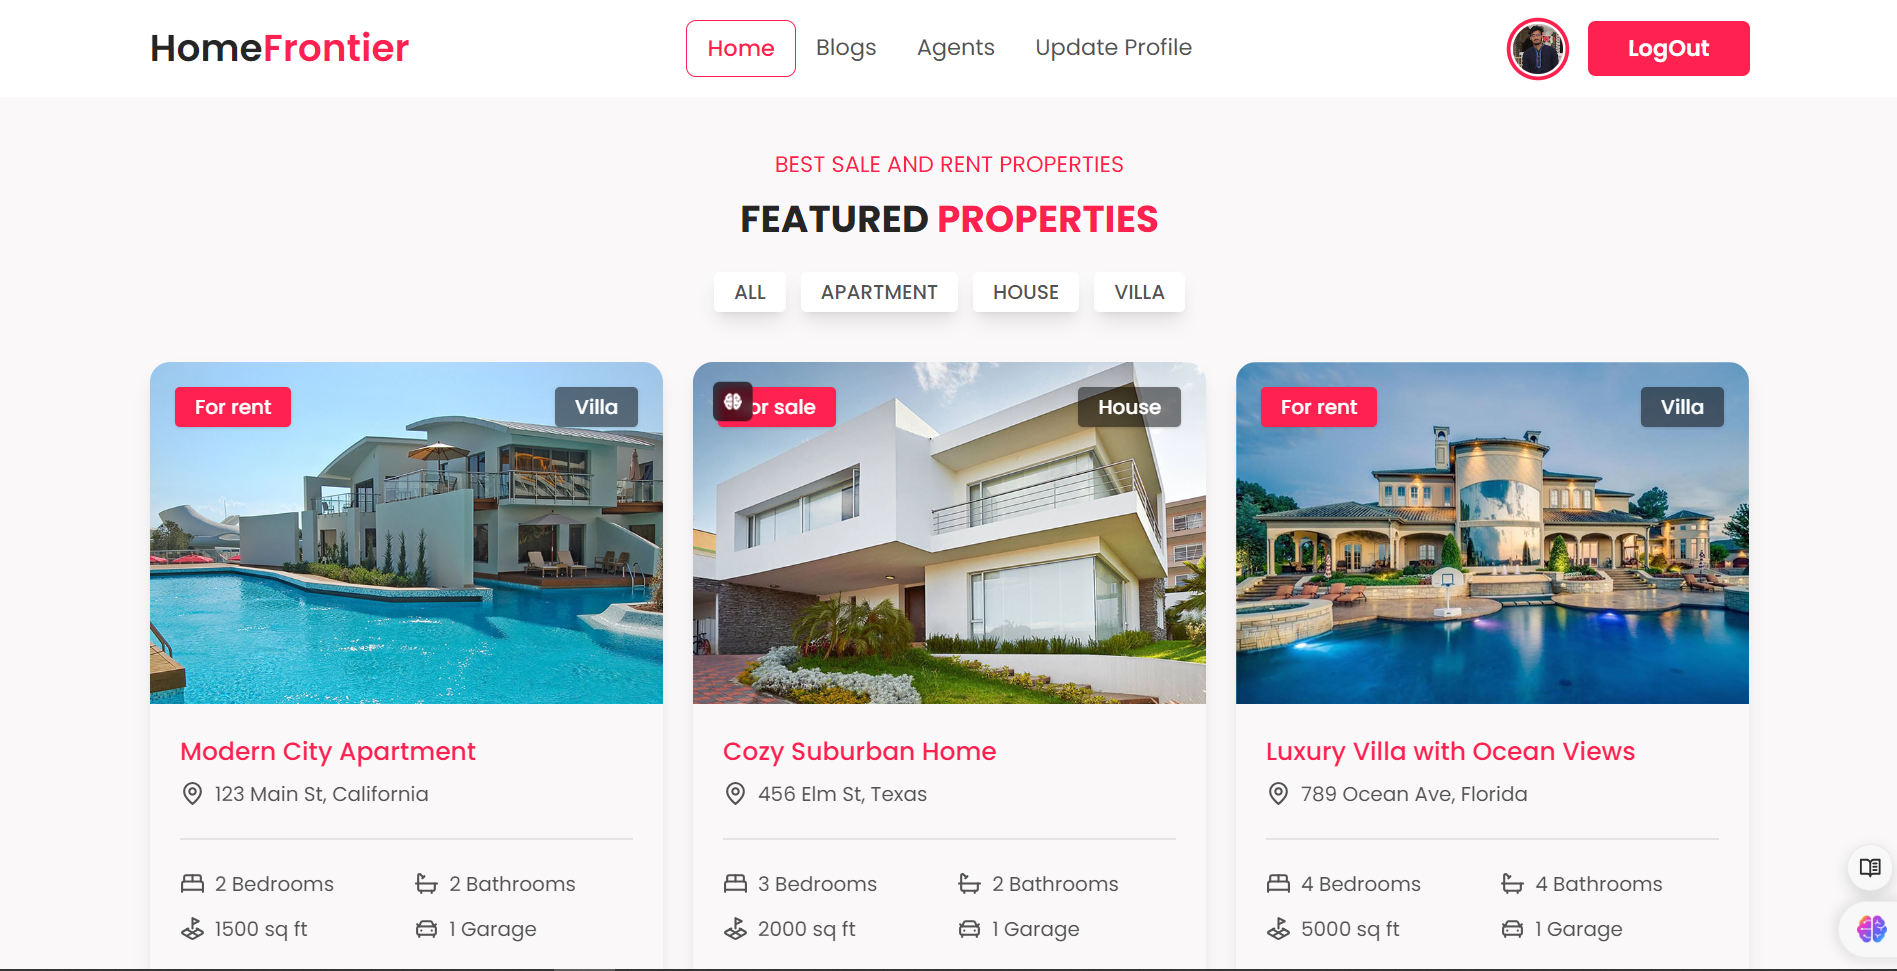 HomeFrontier
Home Blogs Agents Update Profile LogOut
BEST SALE AND RENT PROPERTIES
FEATURED PROPERTIES
ALL APARTMENT HOUSE VILLA
For rent Villa
or sale House
For rent Villa
Modern City Apartment
123 Main St, California
2 Bedrooms 2 Bathrooms
1500 sq ft 1 Garage
Cozy Suburban Home
456 Elm St, Texas
3 Bedrooms 2 Bathrooms
2000 sq ft 1 Garage
Luxury Villa with Ocean Views
789 Ocean Ave, Florida
4 Bedrooms 4 Bathrooms
5000 sq ft 1 Garage